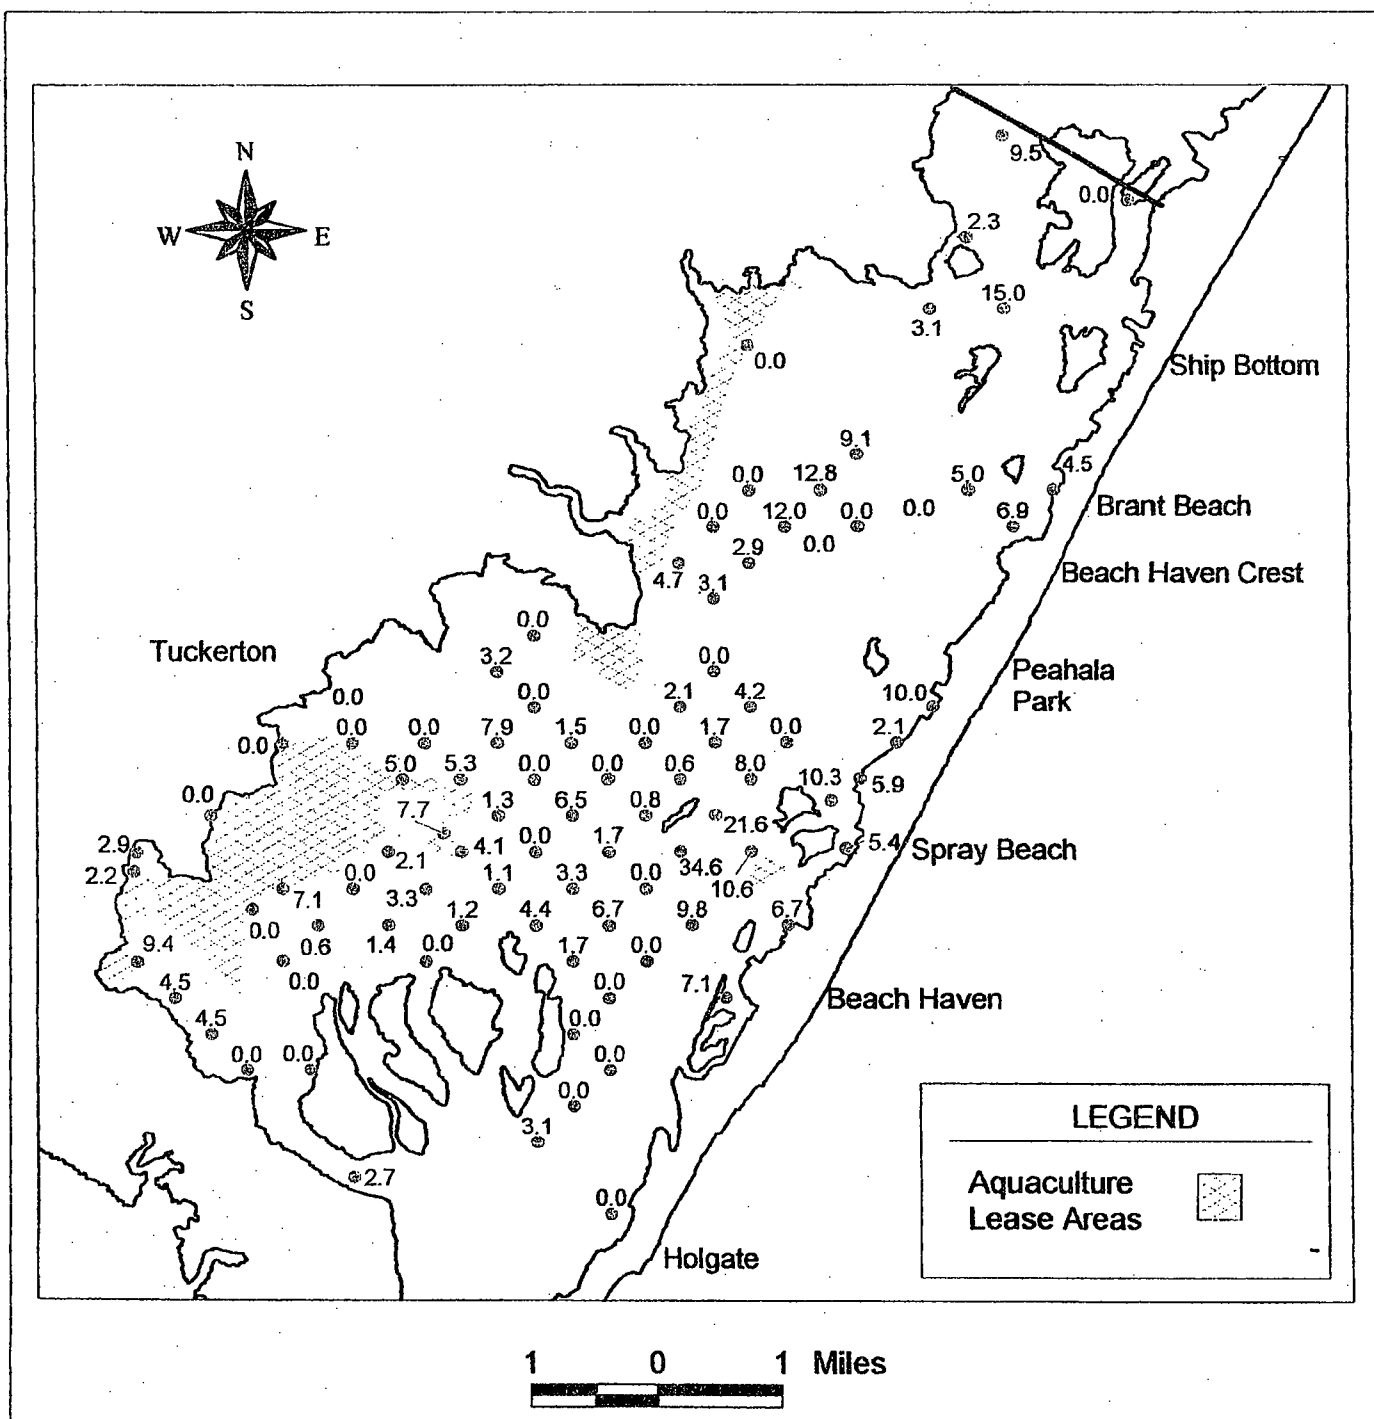 N
W E
S
9.5
0.0
2.3
15.0
3.1
0.0
Ship Bottom
9.1
0.0 12.8 5.0 4.5
0.0 12.0 0.0 0.0 6.9 Brant Beach
2.9 0.0
4.7 3.1 Beach Haven Crest
0.0
Tuckerton
3.2 0.0
Peahala
Park
0.0 0.0 2.1 4.2 10.0
0.0 0.0 0.0 7.9 1.5 0.0 1.7 0.0 2.1
5.0 5.3 0.0 0.0 0.6 8.0 10.3 5.9
0.0 7.7 1.3 6.5 0.8 21.6
2.9 2.1 4.1 0.0 1.7 34.6 5.4 Spray Beach
2.2 7.1 0.0 3.3 1.1 3.3 0.0 10.6
0.0 0.6 1.4 1.2 4.4 6.7 9.8 6.7
9.4 0.0 0.0 1.7 0.0
4.5 0.0 7.1 Beach Haven
4.5 0.0
0.0 0.0 0.0
0.0
3.1
2.7
0.0
Holgate
LEGEND
Aquaculture
Lease Areas
1 0 1 Miles